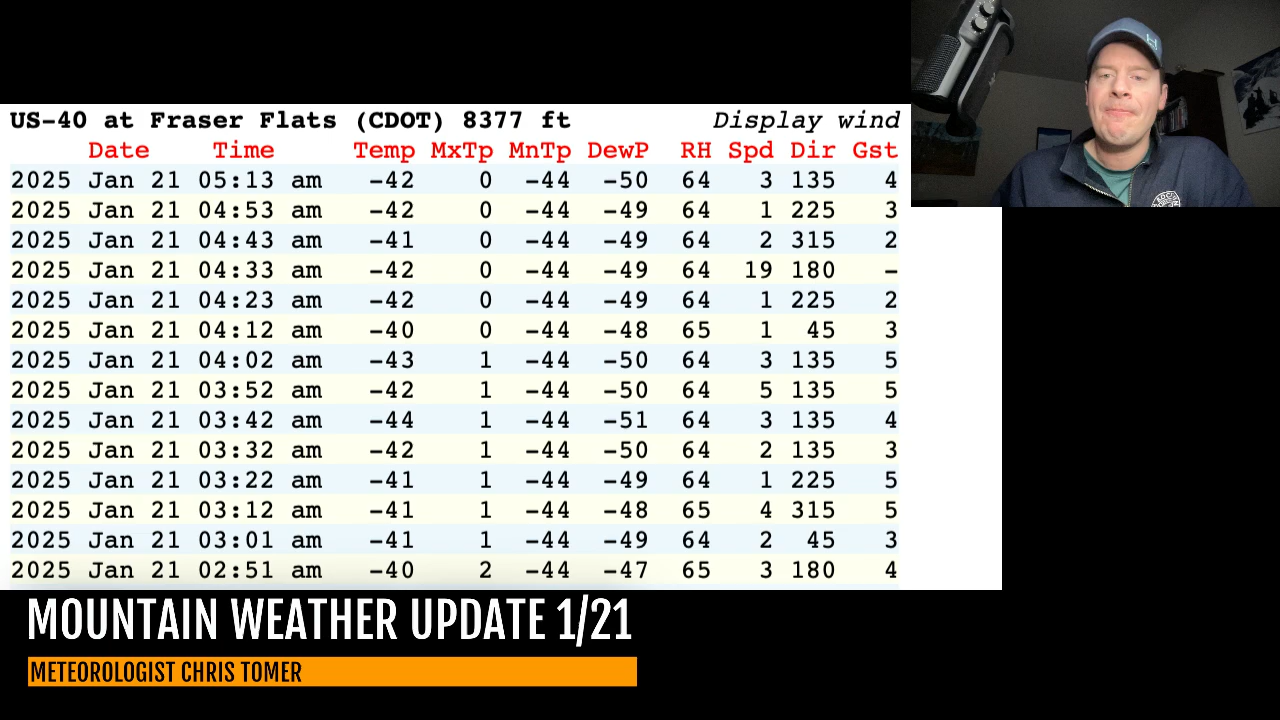 US-40 at Fraser Flats (CDOT) 8377 ft Display wind
Date Time Temp MxTp MnTp DewP RH Spd Dir Gst
2025 Jan 21 05:13 am -42 0 -44 -50 64 3 135 4
2025 Jan 21 04:53 am -42 0 -44 -49 64 1 225 3
2025 Jan 21 04:43 am -41 0 -44 -49 64 2 315 2
2025 Jan 21 04:33 am -42 0 -44 -49 64 19 180 -
2025 Jan 21 04:23 am -42 0 -44 -49 64 1 225 2
2025 Jan 21 04:12 am -40 0 -44 -48 65 1 45 3
2025 Jan 21 04:02 am -43 1 -44 -50 64 3 135 5
2025 Jan 21 03:52 am -42 1 -44 -50 64 5 135 5
2025 Jan 21 03:42 am -44 1 -44 -51 64 3 135 4
2025 Jan 21 03:32 am -42 1 -44 -50 64 2 135 3
2025 Jan 21 03:22 am -41 1 -44 -49 64 1 225 5
2025 Jan 21 03:12 am -41 1 -44 -48 65 4 315 5
2025 Jan 21 03:01 am -41 1 -44 -49 64 2 45 3
2025 Jan 21 02:51 am -40 2 -44 -47 65 3 180 4
MOUNTAIN WEATHER UPDATE 1/21
METEOROLOGIST CHRIS TOMER